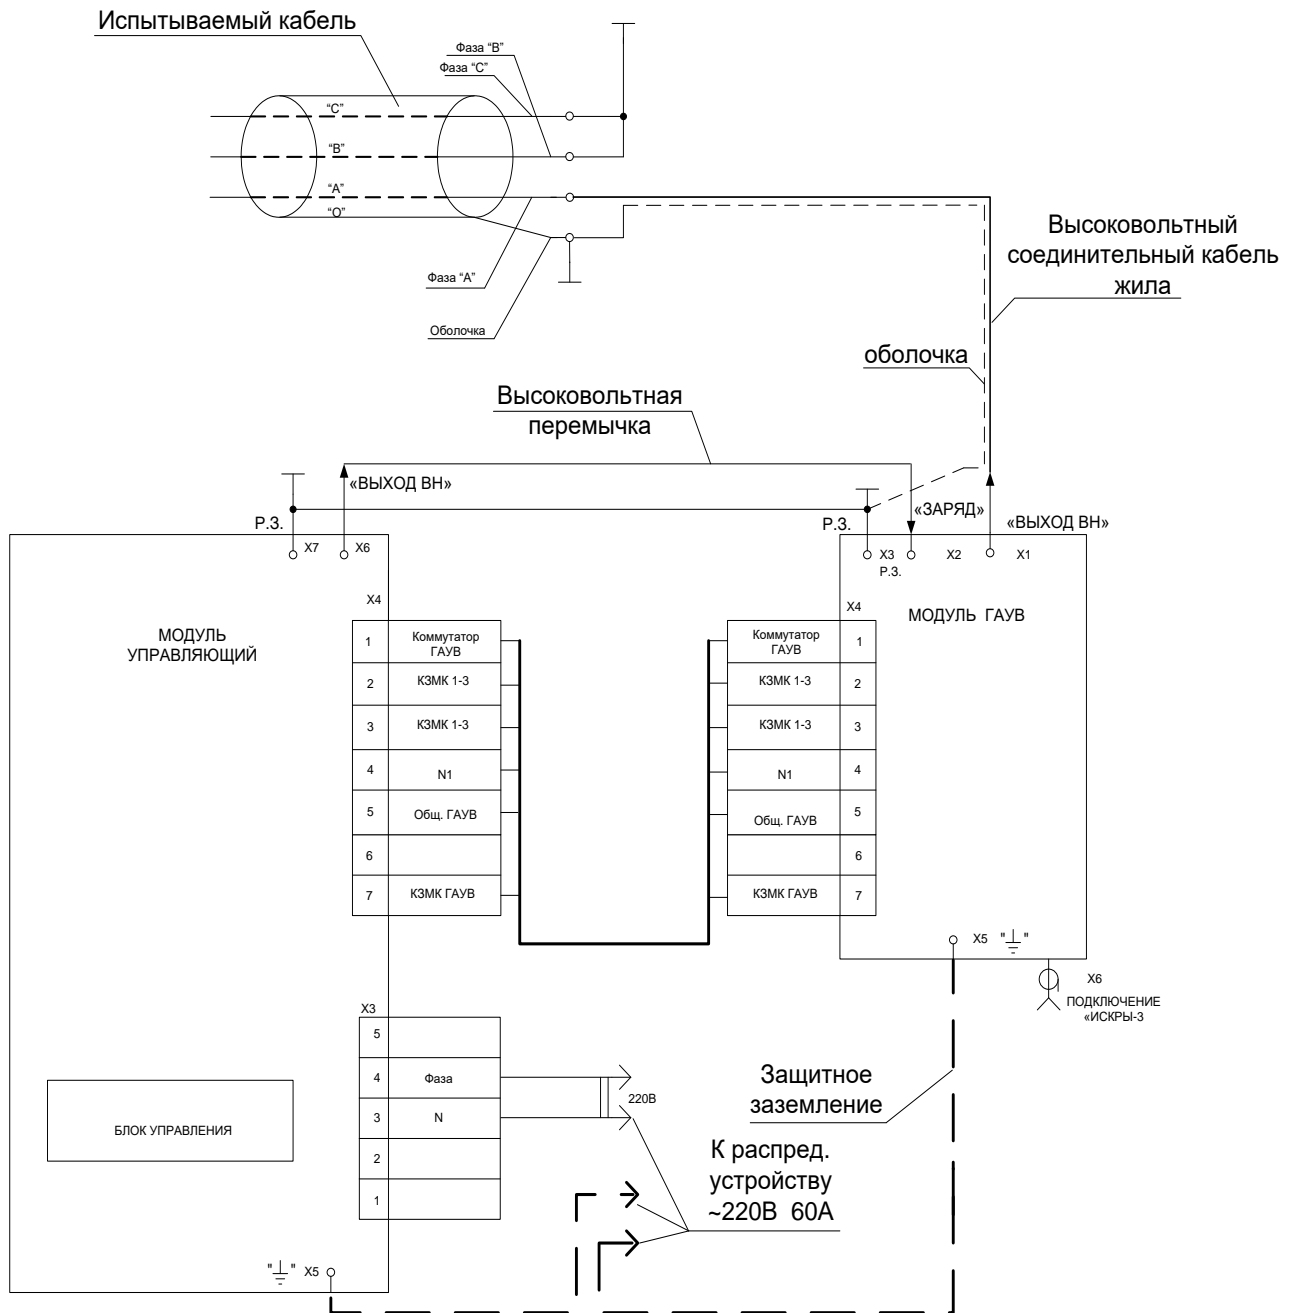 Испытываемый кабель
Фаза "В"
Фаза "С"
"С"
"В"
"А"
"О"
Фаза "А"
Оболочка
Высоковольтный
соединительный кабель
жила
оболочка
Высоковольтная
перемычка
«ВЫХОД ВН»
Р.З.
Х7
Х6
Р.З.
«ЗАРЯД»
«ВЫХОД ВН»
Х3
Р.З.
Х2
Х1
МОДУЛЬ
УПРАВЛЯЮЩИЙ
Х4
1 Коммутатор
ГАУВ
2 КЗМК 1-3
3 КЗМК 1-3
4 N1
5 Общ. ГАУВ
6
7 КЗМК ГАУВ
МОДУЛЬ ГАУВ
Х4
Коммутатор
ГАУВ 1
КЗМК 1-3 2
КЗМК 1-3 3
N1 4
Общ. ГАУВ 5
6
КЗМК ГАУВ 7
Х5 " "
Х6
ПОДКЛЮЧЕНИЕ
«ИСКРЫ-3
Х3
5
4 Фаза
3 N
2
1
220В
БЛОК УПРАВЛЕНИЯ
Защитное
заземление
К распред.
устройству
~220В 60А
" " Х5